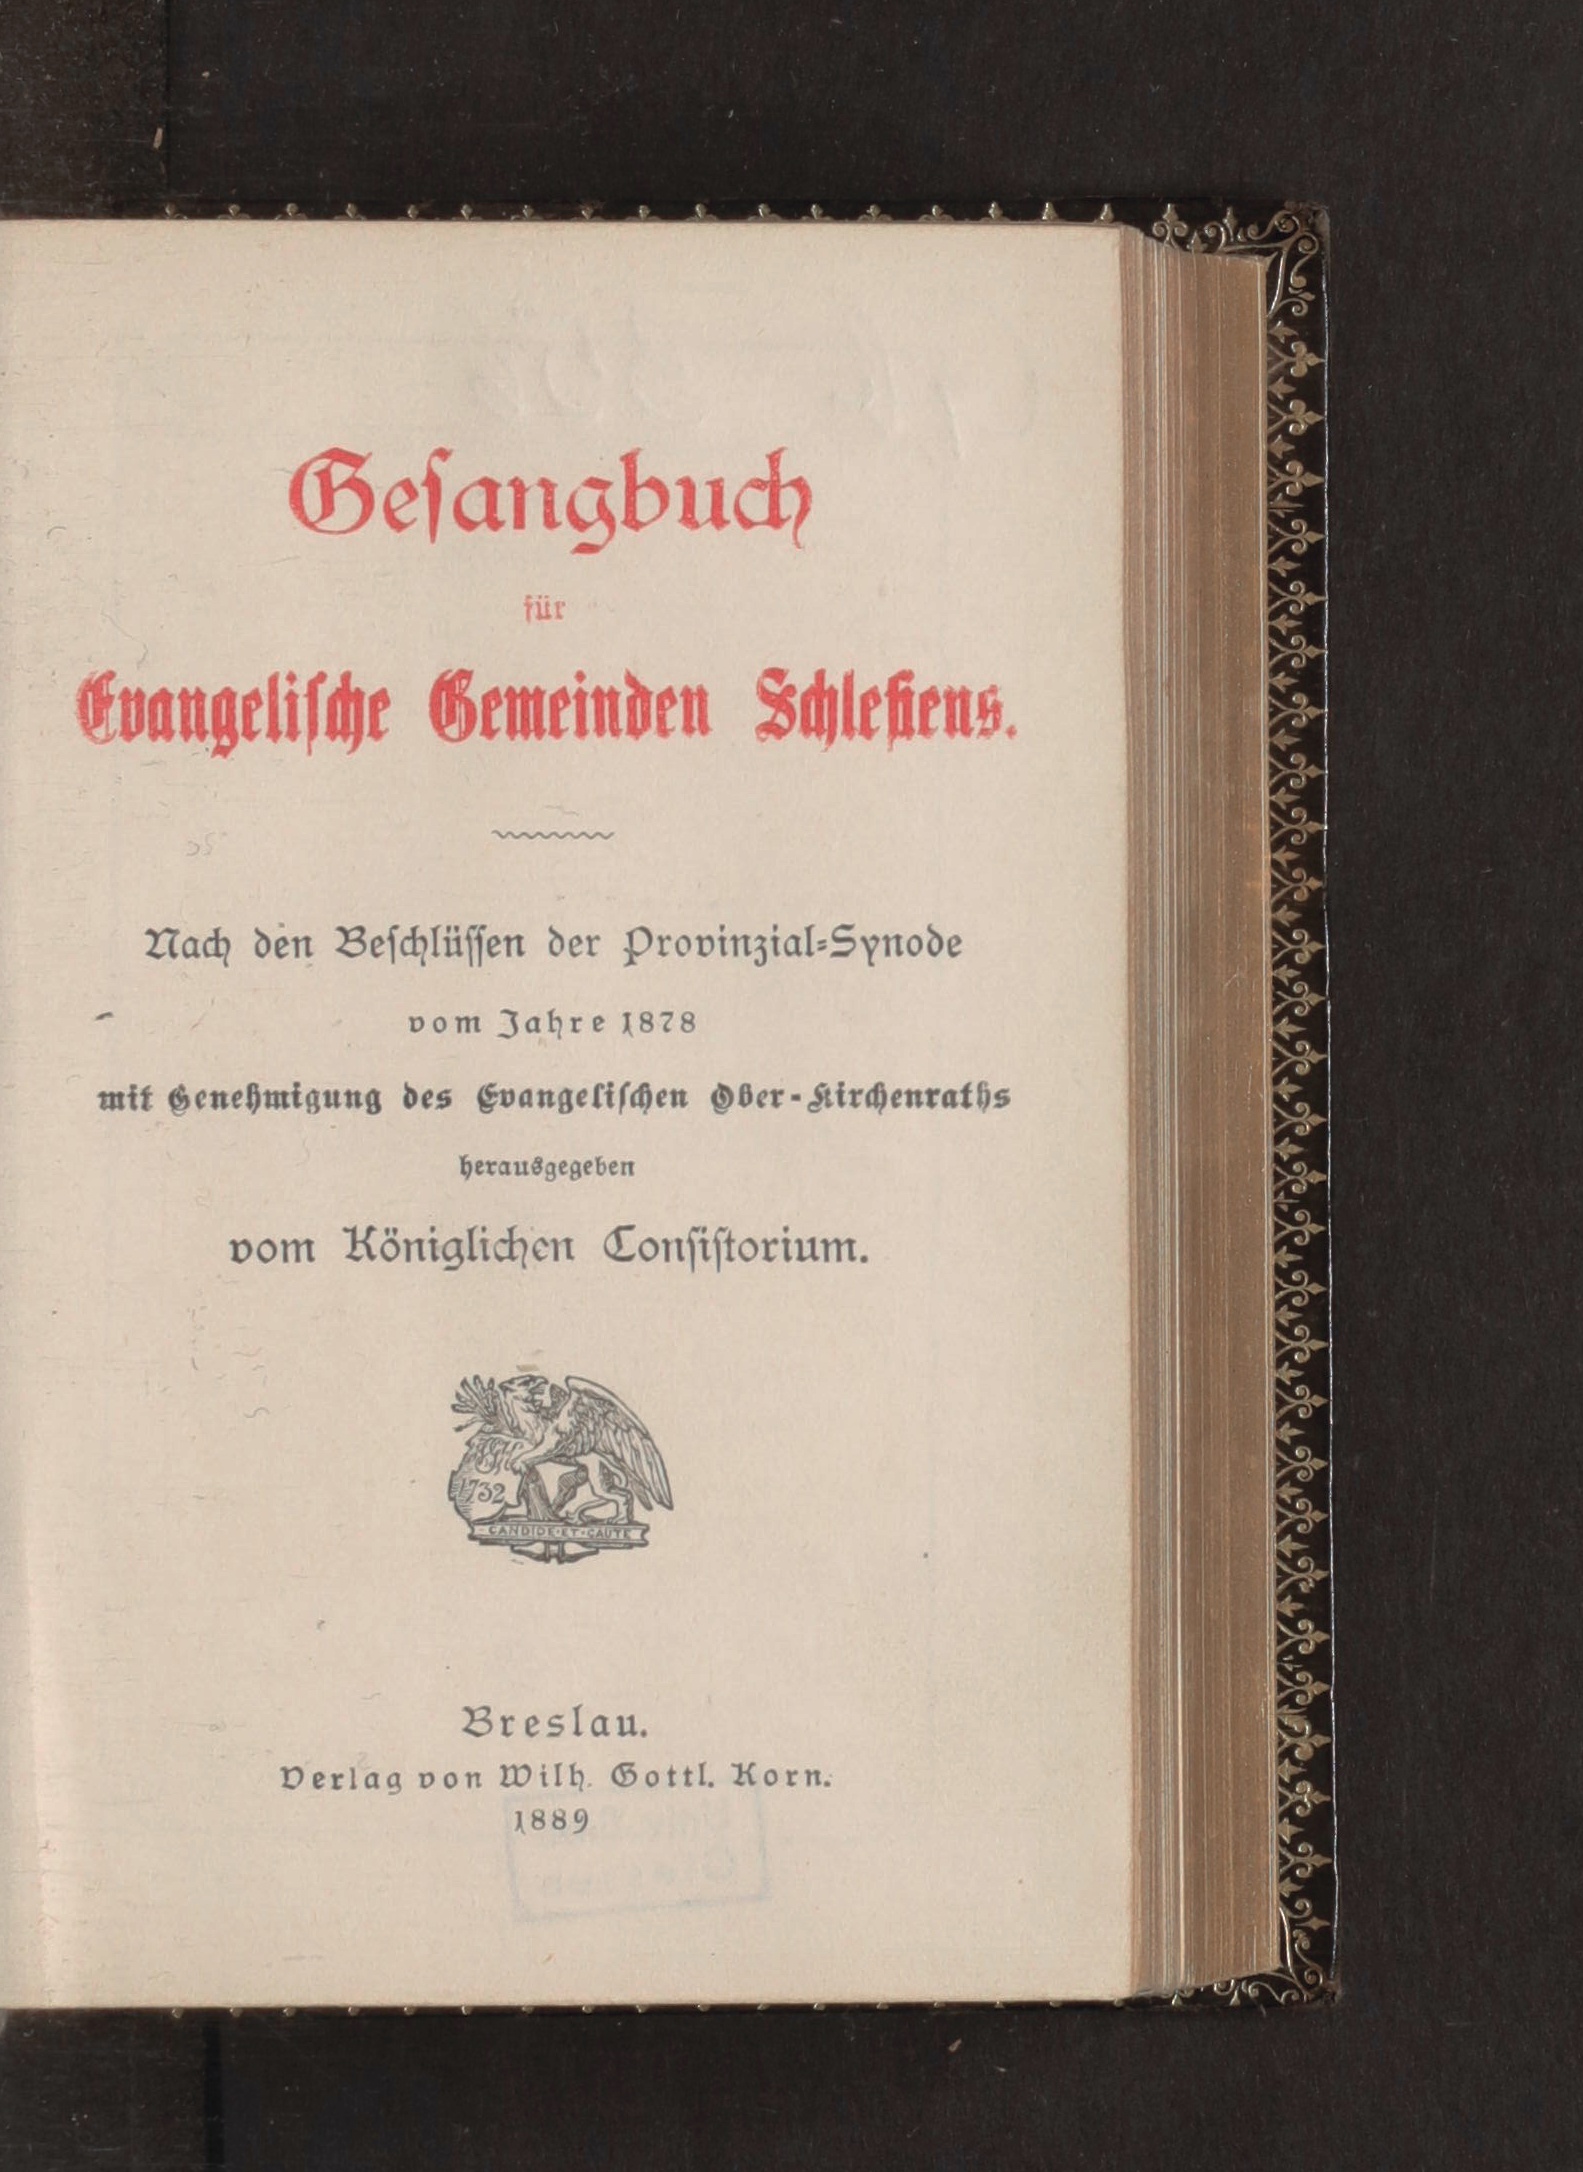 Geſangbuch
für
Evangeliſche Gemeinden Schleſiens.
Nach den Beſchlüſſen der Provinzial-Synode
vom Jahre 1878
mit Genehmigung des Evangeliſchen Ober-Kirchenraths
herausgegeben
vom Königlichen Conſiſtorium.
1732
CANDIDE·ET·CAUTE
Breslau.
Verlag von Wilh. Gottl. Korn.
1889